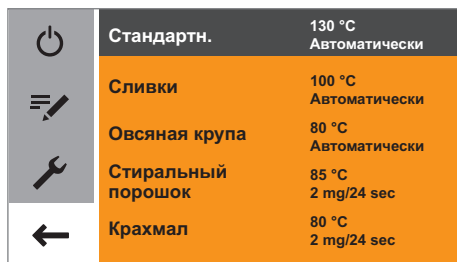 Стандартн.
130 °C
Автоматически
Сливки
100 °C
Автоматически
Овсяная крупа
80 °C
Автоматически
Стиральный
порошок
85 °C
2 mg/24 sec
Крахмал
80 °C
2 mg/24 sec